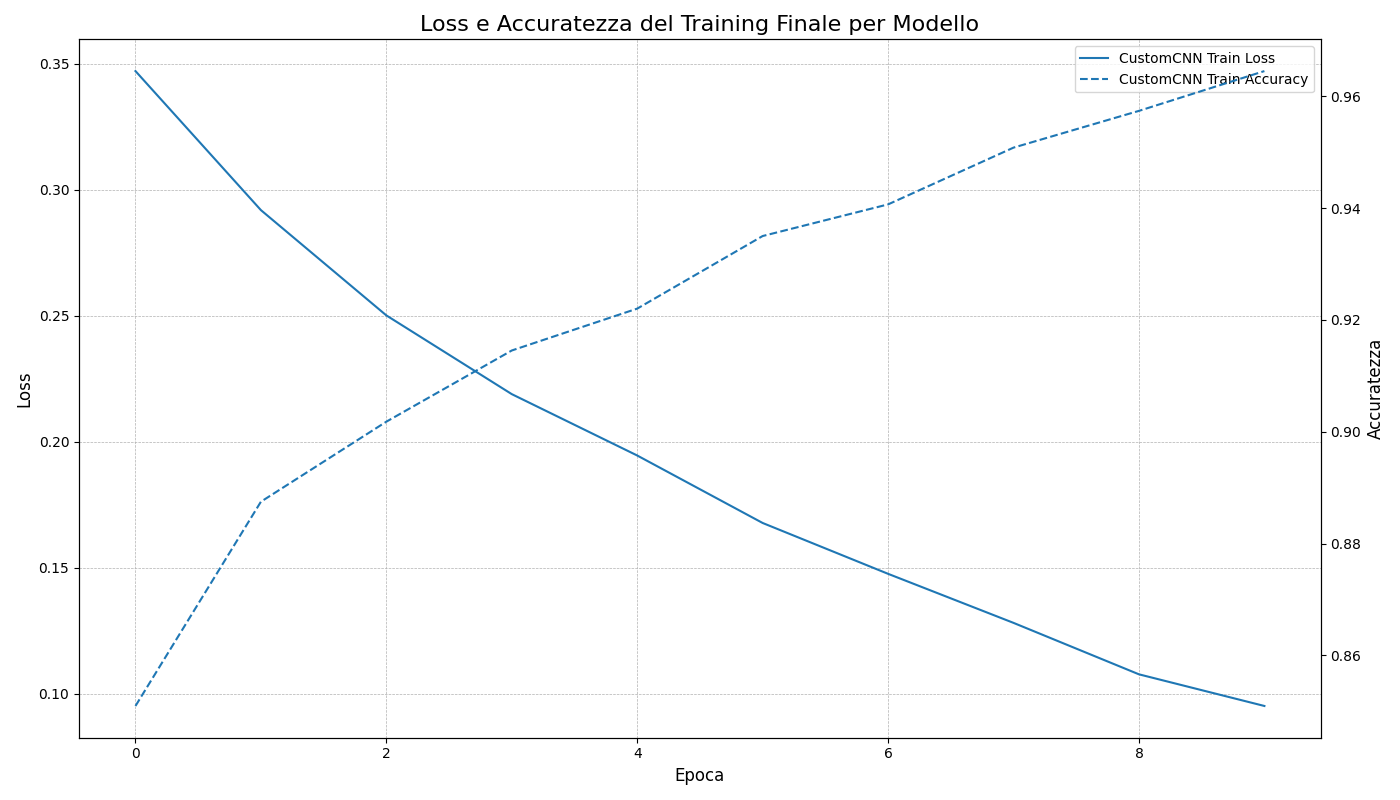 Loss e Accuratezza del Training Finale per Modello
CustomCNN Train Loss
CustomCNN Train Accuracy
0.35
0.30
0.25
0.20
0.15
0.10
Loss
0.96
0.94
0.92
0.90
0.88
0.86
Accuratezza
0 2 4 6 8
Epoca